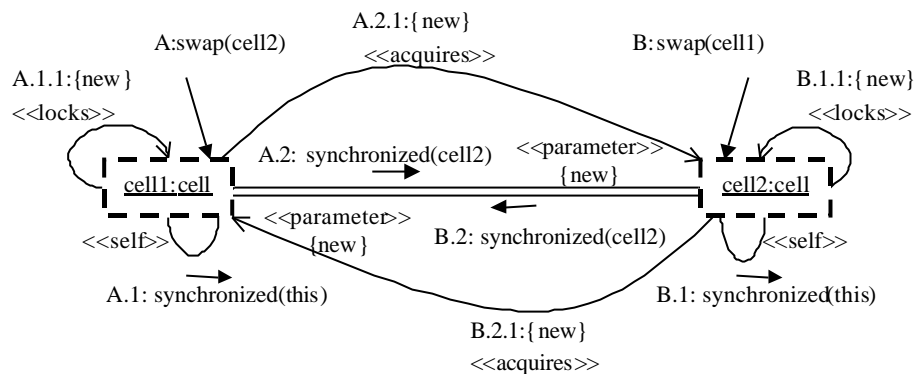 A.2.1:{new}
<<acquires>>
A:swap(cell2)
B:swap(cell1)
A.1.1:{new}
<<locks>>
B.1.1:{new}
<<locks>>
A.2: synchronized(cell2)
<<parameter>>
{new}
cell1:cell
cell2:cell
<<parameter>>
{new}
B.2: synchronized(cell2)
<<self>>
<<self>>
A.1: synchronized(this)
B.1: synchronized(this)
B.2.1:{new}
<<acquires>>